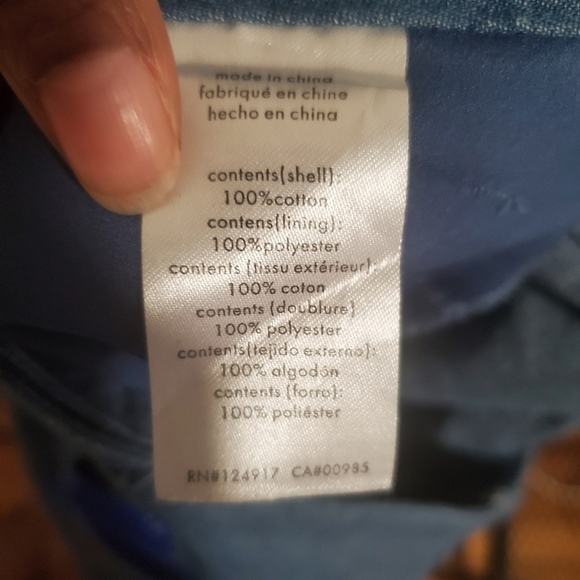 made in china
fabriqué en chine
hecho en china
contents(shell):
100%cotton
contens(lining):
100%polyester
contents (tissu extérieur):
100% coton
contents (doublure)
100% polyester
contents(tejido externo):
100% algodón
contents (forro):
100% poliéster
RN#124917 CA#00985